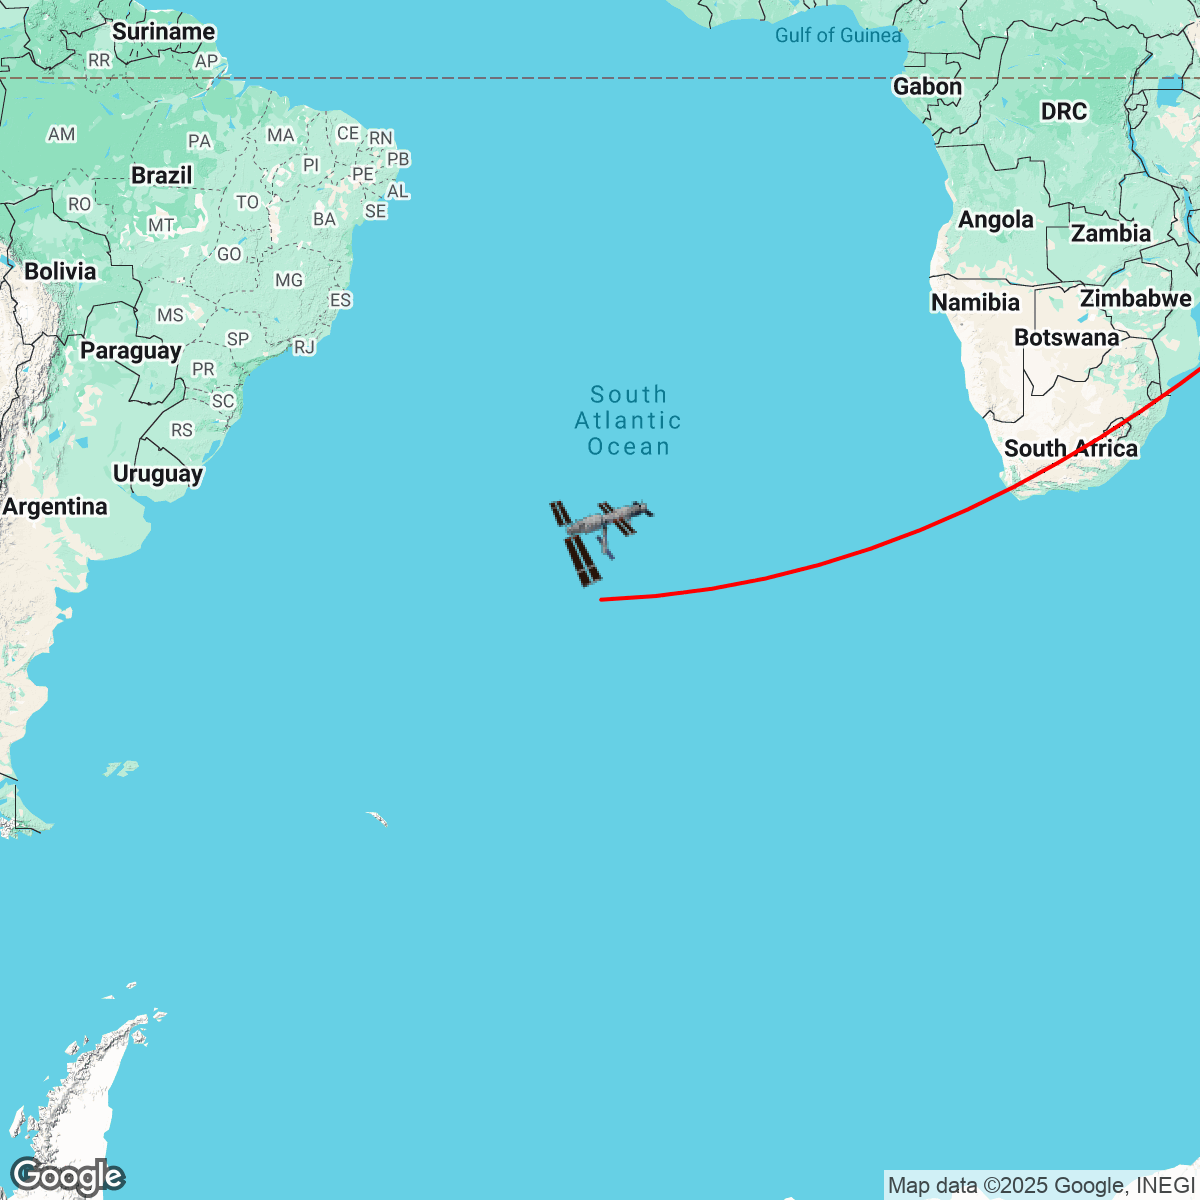 Suriname
Gulf of Guinea
RR
AP
Gabon
DRC
AM
PA
MA
CE
RN
PI
PE
PB
Brazil
AL
RO
TO
SE
MT
BA
Angola
Zambia
GO
Bolivia
MG
ES
Namibia
Zimbabwe
MS
SP
RJ
Botswana
Paraguay
PR
SC
South
Atlantic
Ocean
RS
South Africa
Uruguay
Argentina
Google
Map data ©2025 Google, INEGI